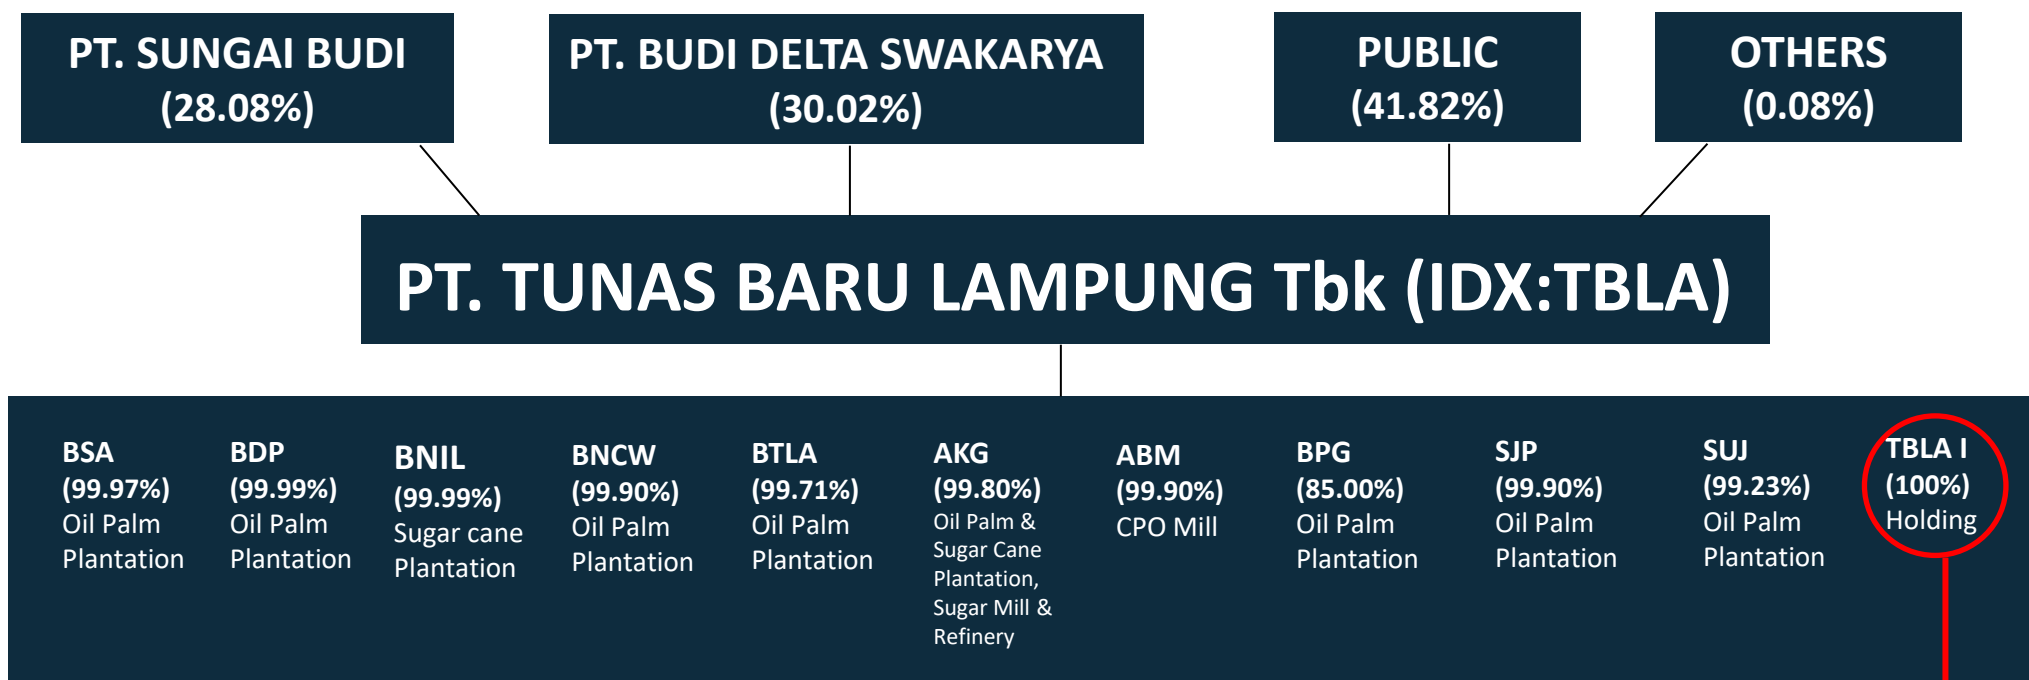 PT. SUNGAI BUDI
(28.08%)
PT. BUDI DELTA SWAKARYA
(30.02%)
PUBLIC
(41.82%)
OTHERS
(0.08%)
PT. TUNAS BARU LAMPUNG Tbk (IDX:TBLA)
BSA
(99.97%)
Oil Palm
Plantation
BDP
(99.99%)
Oil Palm
Plantation
BNIL
(99.99%)
Sugar cane
Plantation
BNCW
(99.90%)
Oil Palm
Plantation
BTLA
(99.71%)
Oil Palm
Plantation
AKG
(99.80%)
Oil Palm &
Sugar Cane
Plantation,
Sugar Mill &
Refinery
ABM
(99.90%)
CPO Mill
BPG
(85.00%)
Oil Palm
Plantation
SJP
(99.90%)
Oil Palm
Plantation
SUJ
(99.23%)
Oil Palm
Plantation
TBLA I
(100%)
Holding